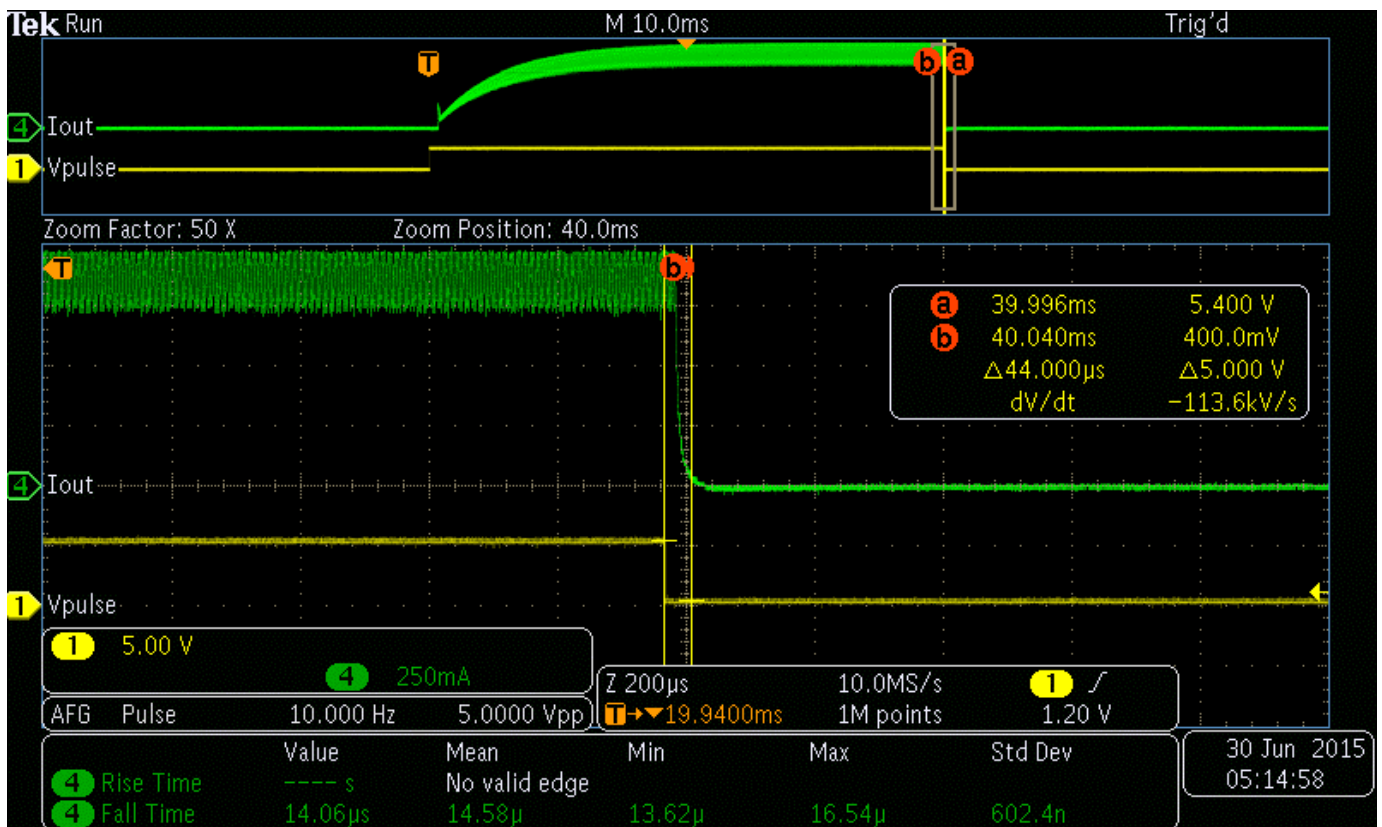 Tek Run M 10.0ms Trig'd
T
b a
4 Iout
1 Vpulse
Zoom Factor: 50 X Zoom Position: 40.0ms
T b
a 39.996ms 5.400 V
b 40.040ms 400.0mV
△44.000µs △5.000 V
dV/dt −113.6kV/s
4 Iout
1 Vpulse
1 5.00 V
4 250mA
Z 200µs 10.0MS/s 1
AFG Pulse 10.000 Hz 5.0000 Vpp T→▼19.9400ms 1M points 1.20 V
Value Mean Min Max Std Dev
4 Rise Time ---- s No valid edge
4 Fall Time 14.06µs 14.58µ 13.62µ 16.54µ 602.4n
30 Jun 2015
05:14:58